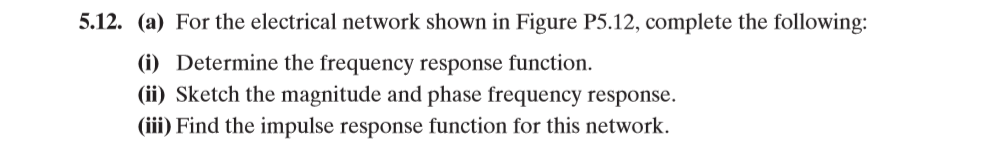 5.12. (a) For the electrical network shown in Figure P5.12, complete the following:
(i) Determine the frequency response function.
(ii) Sketch the magnitude and phase frequency response.
(iii) Find the impulse response function for this network.